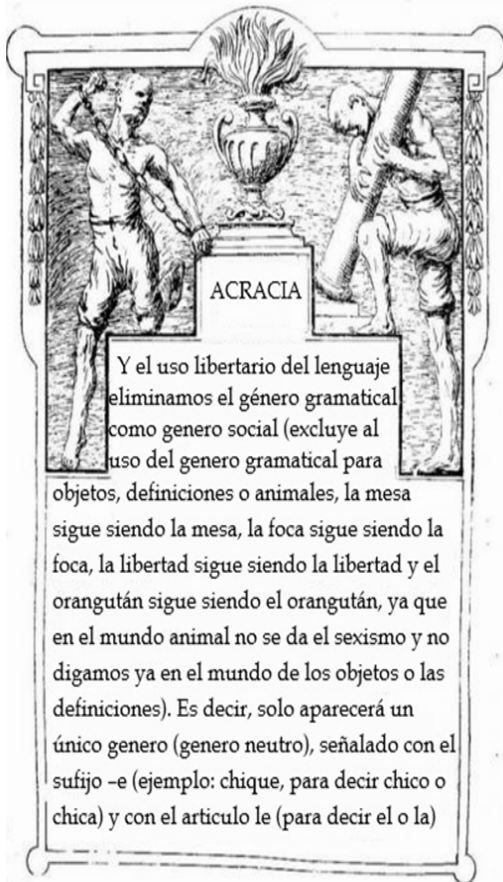 ACRACIA
Y el uso libertario del lenguaje
eliminamos el género gramatical
como genero social (excluye al
uso del genero gramatical para
objetos, definiciones o animales, la mesa
sigue siendo la mesa, la foca sigue siendo la
foca, la libertad sigue siendo la libertad y el
orangután sigue siendo el orangután, ya que
en el mundo animal no se da el sexismo y no
digamos ya en el mundo de los objetos o las
definiciones). Es decir, solo aparecerá un
único genero (genero neutro), señalado con el
sufijo –e (ejemplo: chique, para decir chico o
chica) y con el articulo le (para decir el o la)